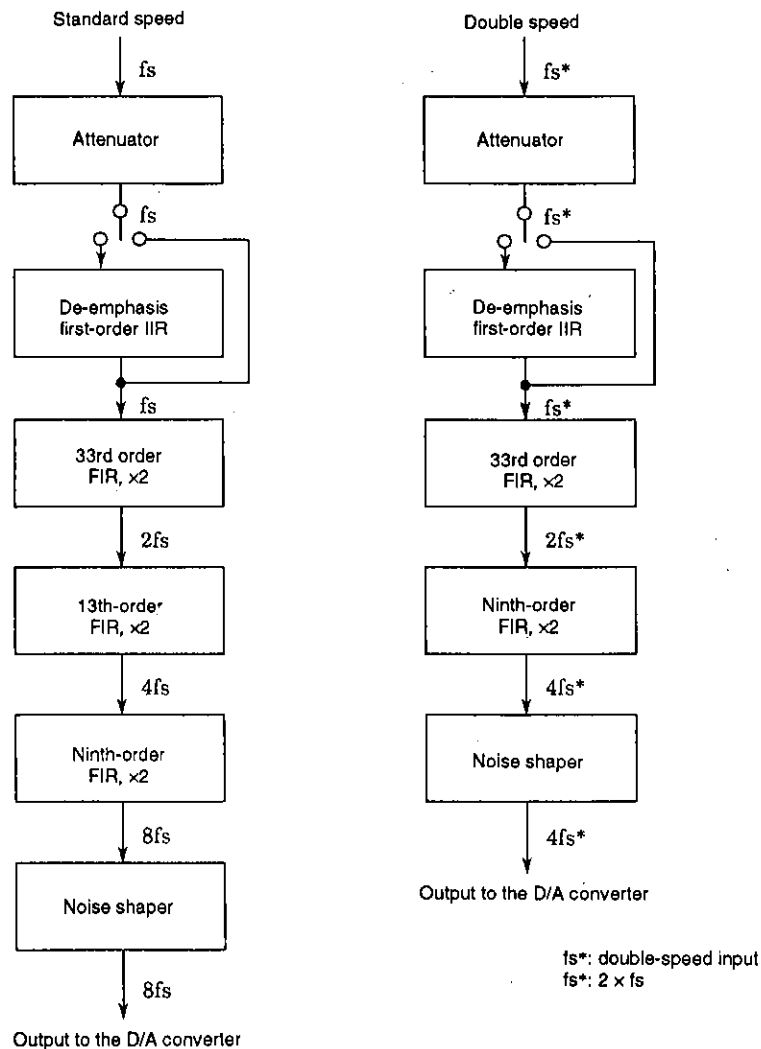 Standard speed
fs
Attenuator
fs
De-emphasis
first-order IIR
fs
33rd order
FIR, ×2
2fs
13th-order
FIR, ×2
4fs
Ninth-order
FIR, ×2
8fs
Noise shaper
8fs
Output to the D/A converter
Double speed
fs*
Attenuator
fs*
De-emphasis
first-order IIR
fs*
33rd order
FIR, ×2
2fs*
Ninth-order
FIR, ×2
4fs*
Noise shaper
4fs*
Output to the D/A converter
fs*: double-speed input
fs*: 2 × fs